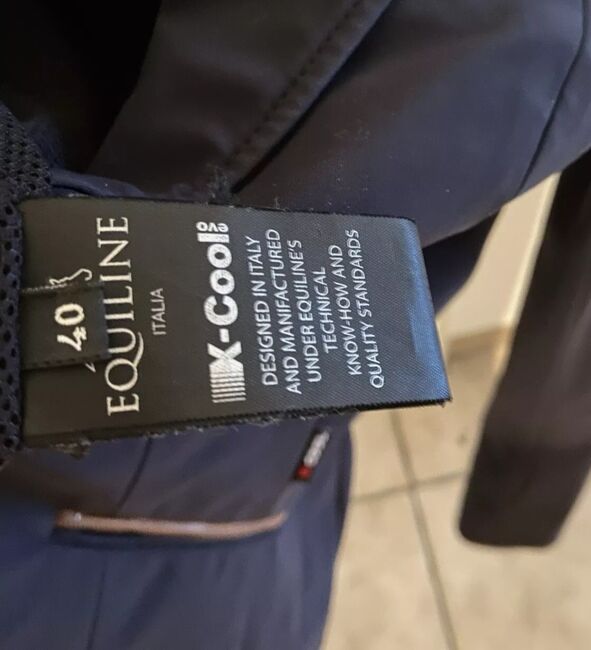 40
EQUILINE
ITALIA
X-Cool evo
DESIGNED IN ITALY
AND MANIFACTURED
UNDER EQUILINE'S
TECHNICAL
KNOW-HOW AND
QUALITY STANDARDS